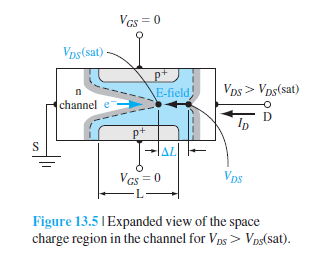 V_GS = 0
V_DS(sat)
p+
n
channel e⁻
E-field
V_DS > V_DS(sat)
I_D
D
S
p+
ΔL
V_GS = 0
V_DS
L
Figure 13.5 | Expanded view of the space
charge region in the channel for V_DS > V_DS(sat).